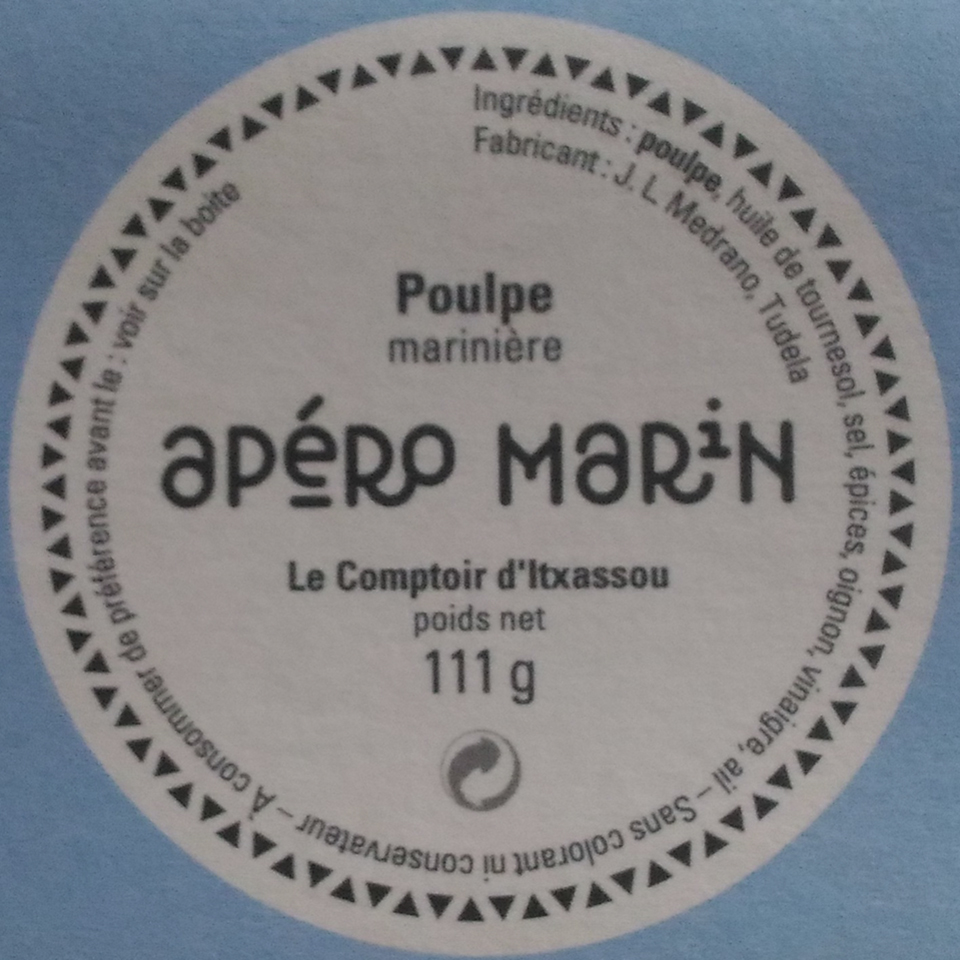 Ingrédients : poulpe, huile de tournesol, sel, épices, oignon, vinaigre, ail – Sans colorant ni conservateur – À consommer de préférence avant le : voir sur la boîte
Fabricant : J. L. Medrano, Tudela
Poulpe
marinière
apéro marin
Le Comptoir d'Itxassou
poids net
111 g